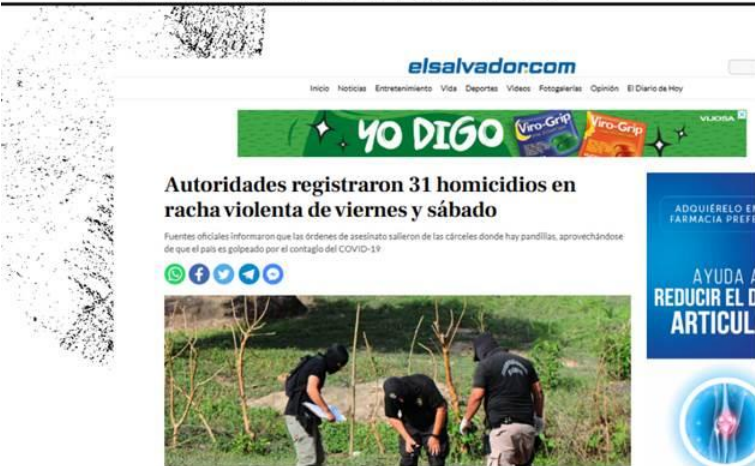 elsalvador.com
Inicio Noticias Entretenimiento Vida Deportes Videos Fotogalerías Opinión El Diario de Hoy
YO DIGO Viro-Grip Viro-Grip VIJOSA
Autoridades registraron 31 homicidios en
racha violenta de viernes y sábado
Fuentes oficiales informaron que las órdenes de asesinato salieron de las cárceles donde hay pandillas, aprovechándose
de que el país es golpeado por el contagio del COVID-19
ADQUIÉRELO EN
FARMACIA
AYUDA A
REDUCIR EL